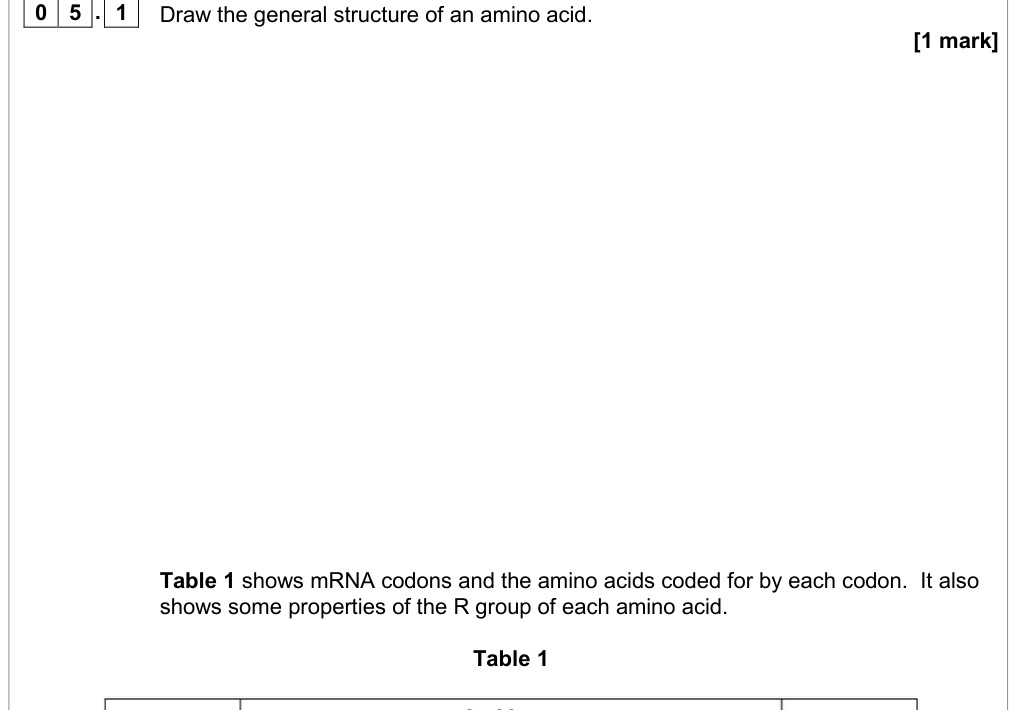 0 5 . 1 Draw the general structure of an amino acid.
[1 mark]
Table 1 shows mRNA codons and the amino acids coded for by each codon. It also
shows some properties of the R group of each amino acid.
Table 1